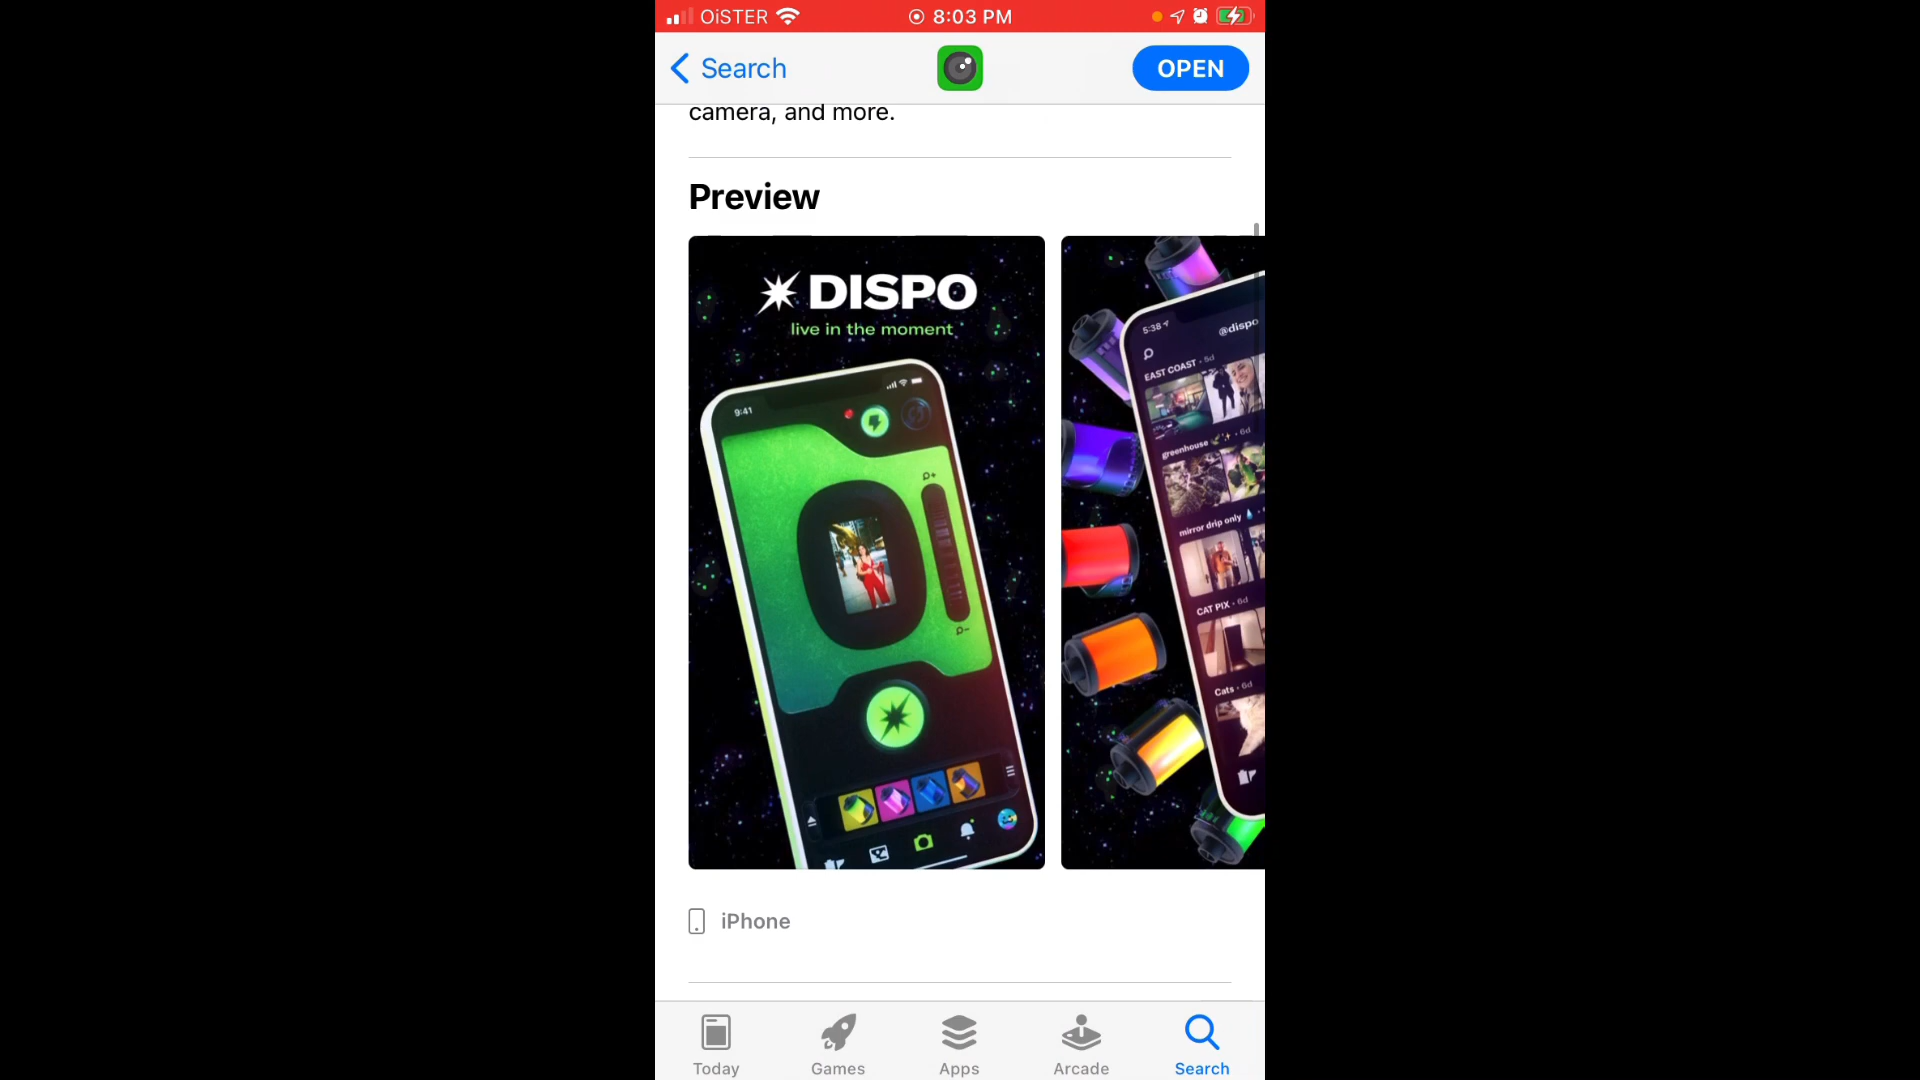 OiSTER
8:03 PM
Search
OPEN
camera, and more.
Preview
DISPO
live in the moment
9:41
5:38
@dispo
EAST COAST • 5d
greenhouse • 6d
mirror drip only
CAT PIX • 6d
Cats • 6d
iPhone
Today
Games
Apps
Arcade
Search